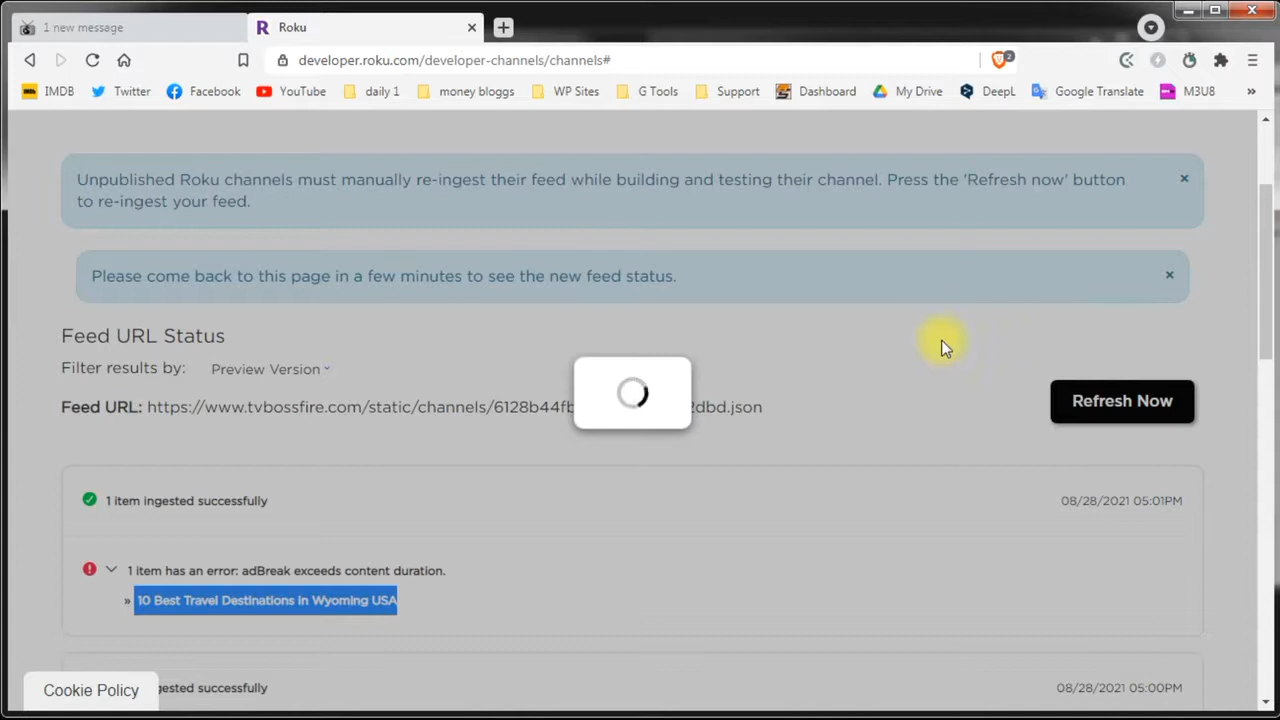 1 new message
Roku
developer.roku.com/developer-channels/channels#
2
IMDB Twitter Facebook YouTube daily 1 money bloggs WP Sites G Tools Support Dashboard My Drive DeepL Google Translate M3U8
Unpublished Roku channels must manually re-ingest their feed while building and testing their channel. Press the 'Refresh now' button
to re-ingest your feed.
Please come back to this page in a few minutes to see the new feed status.
Feed URL Status
Filter results by: Preview Version
Feed URL: https://www.tvbossfire.com/static/channels/6128b44f 2dbd.json
Refresh Now
1 item ingested successfully 08/28/2021 05:01PM
1 item has an error: adBreak exceeds content duration.
» 10 Best Travel Destinations in Wyoming USA
ingested successfully 08/28/2021 05:00PM
Cookie Policy